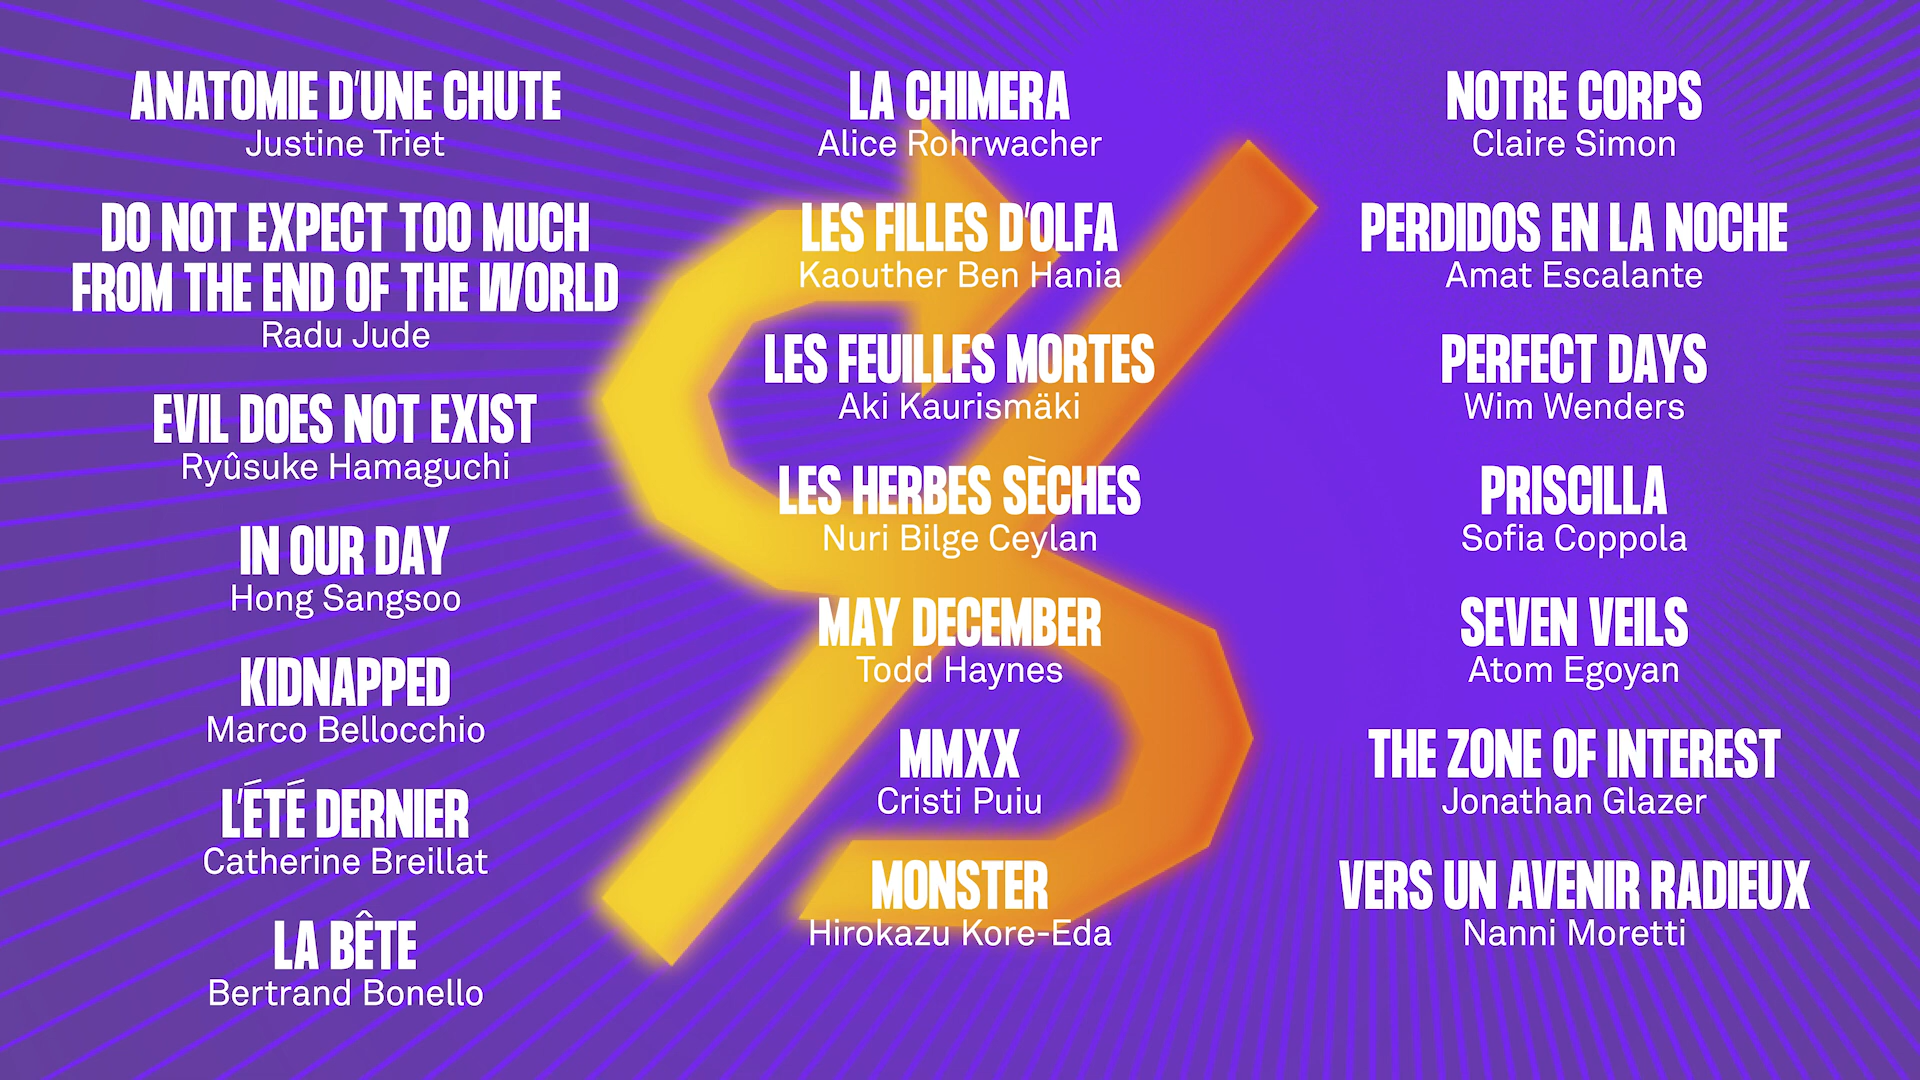 ANATOMIE D'UNE CHUTE
Justine Triet
DO NOT EXPECT TOO MUCH
FROM THE END OF THE WORLD
Radu Jude
EVIL DOES NOT EXIST
Ryûsuke Hamaguchi
IN OUR DAY
Hong Sangsoo
KIDNAPPED
Marco Bellocchio
L'ÉTÉ DERNIER
Catherine Breillat
LA BÊTE
Bertrand Bonello
LA CHIMERA
Alice Rohrwacher
LES FILLES D'OLFA
Kaouther Ben Hania
LES FEUILLES MORTES
Aki Kaurismäki
LES HERBES SÈCHES
Nuri Bilge Ceylan
MAY DECEMBER
Todd Haynes
MMXX
Cristi Puiu
MONSTER
Hirokazu Kore-Eda
NOTRE CORPS
Claire Simon
PERDIDOS EN LA NOCHE
Amat Escalante
PERFECT DAYS
Wim Wenders
PRISCILLA
Sofia Coppola
SEVEN VEILS
Atom Egoyan
THE ZONE OF INTEREST
Jonathan Glazer
VERS UN AVENIR RADIEUX
Nanni Moretti